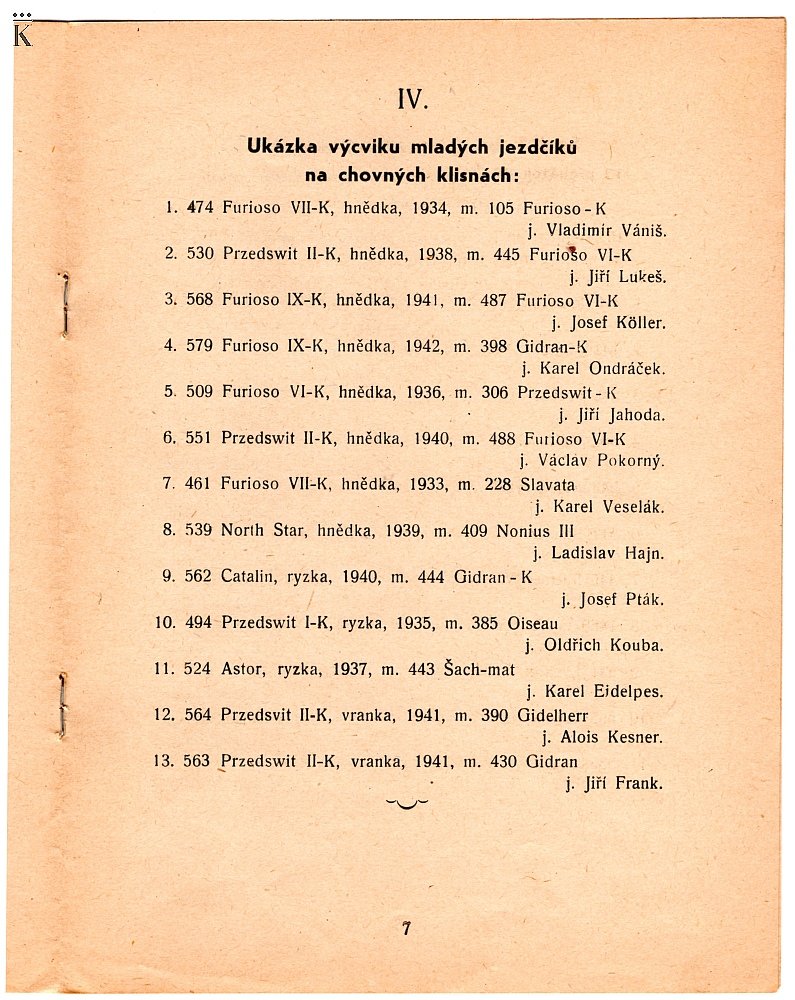 K
IV.
Ukázka výcviku mladých jezdčíků
na chovných klisnách:
1. 474 Furioso VII-K, hnědka, 1934, m. 105 Furioso-K
j. Vladimír Vániš.
2. 530 Przedswit II-K, hnědka, 1938, m. 445 Furioso VI-K
j. Jiří Lukeš.
3. 568 Furioso IX-K, hnědka, 1941, m. 487 Furioso VI-K
j. Josef Köller.
4. 579 Furioso IX-K, hnědka, 1942, m. 398 Gidran-K
j. Karel Ondráček.
5. 509 Furioso VI-K, hnědka, 1936, m. 306 Przedswit-K
j. Jiří Jahoda.
6. 551 Przedswit II-K, hnědka, 1940, m. 488 Furioso VI-K
j. Václav Pokorný.
7. 461 Furioso VII-K, hnědka, 1933, m. 228 Slavata
j. Karel Veselák.
8. 539 North Star, hnědka, 1939, m. 409 Nonius III
j. Ladislav Hajn.
9. 562 Catalin, ryzka, 1940, m. 444 Gidran-K
j. Josef Pták.
10. 494 Przedswit I-K, ryzka, 1935, m. 385 Oiseau
j. Oldřich Kouba.
11. 524 Astor, ryzka, 1937, m. 443 Šach-mat
j. Karel Eidelpes.
12. 564 Przedsvit II-K, vranka, 1941, m. 390 Gidelherr
j. Alois Kesner.
13. 563 Przedswit II-K, vranka, 1941, m. 430 Gidran
j. Jiří Frank.
7